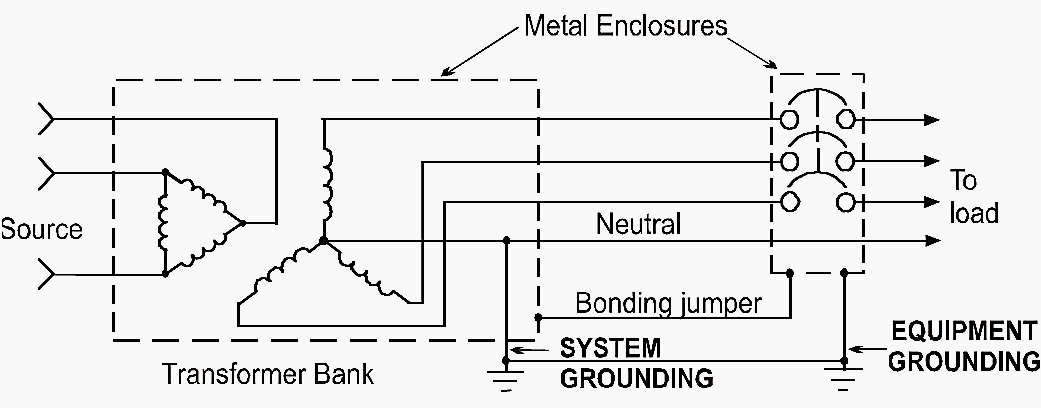 Metal Enclosures
Source
To
load
Neutral
Bonding jumper
SYSTEM
GROUNDING
EQUIPMENT
GROUNDING
Transformer Bank